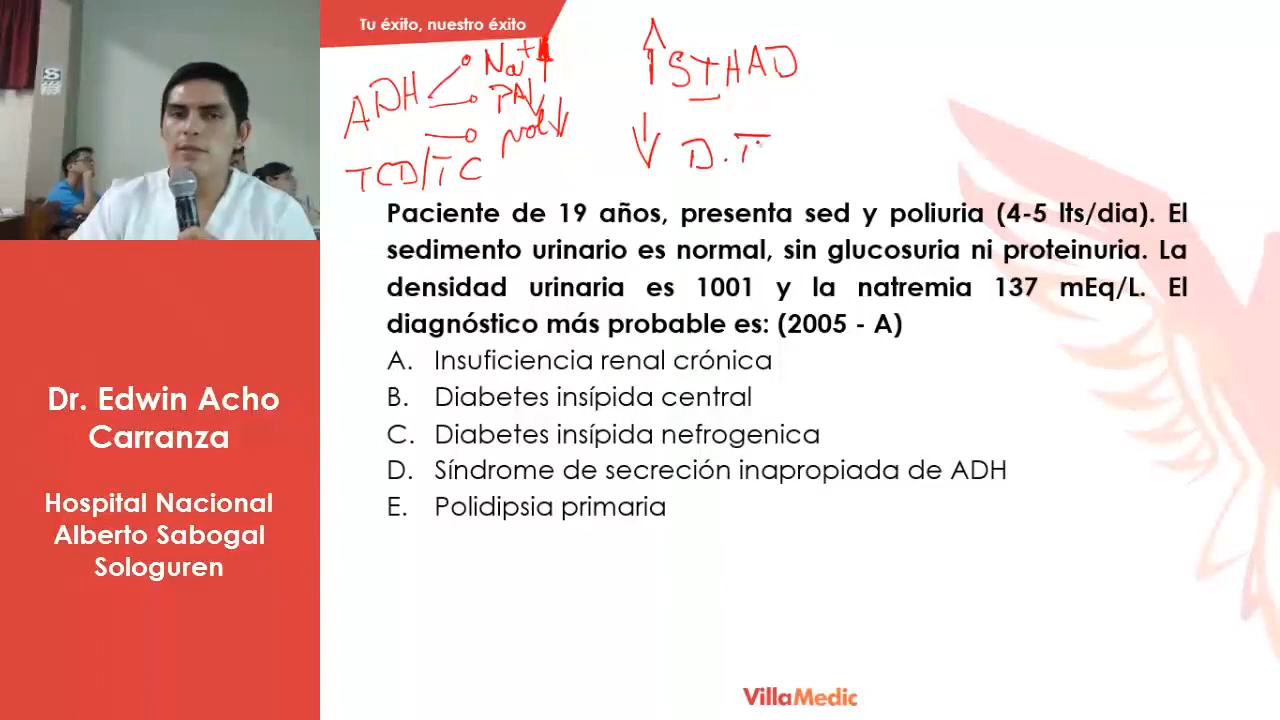 Tu éxito, nuestro éxito
ADH
Na+
PA
vol
TCD/TC
SIHAD
D.I
Paciente de 19 años, presenta sed y poliuria (4-5 lts/dia). El
sedimento urinario es normal, sin glucosuria ni proteinuria. La
densidad urinaria es 1001 y la natremia 137 mEq/L. El
diagnóstico más probable es: (2005 - A)
A. Insuficiencia renal crónica
B. Diabetes insípida central
C. Diabetes insípida nefrogenica
D. Síndrome de secreción inapropiada de ADH
E. Polidipsia primaria
Dr. Edwin Acho
Carranza
Hospital Nacional
Alberto Sabogal
Sologuren
VillaMedic